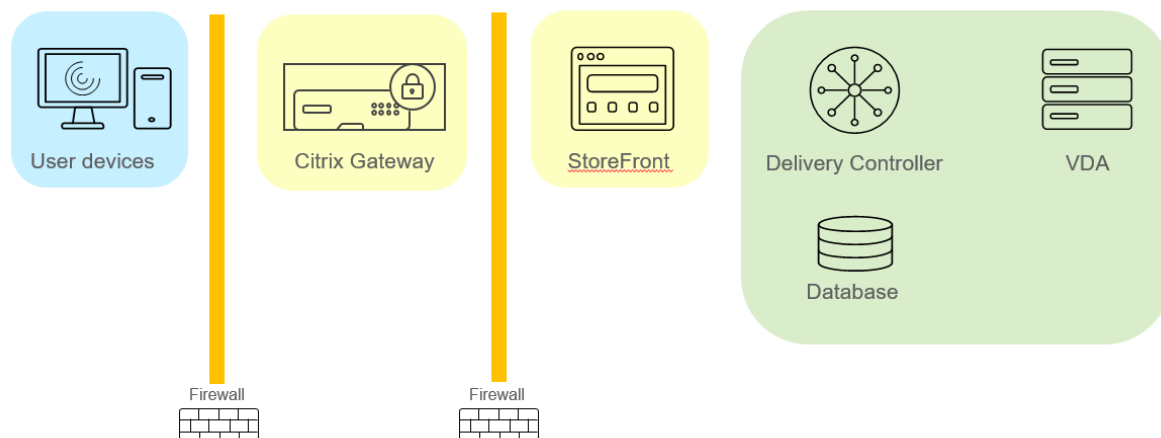 User devices
Citrix Gateway
StoreFront
Delivery Controller
VDA
Database
Firewall
Firewall